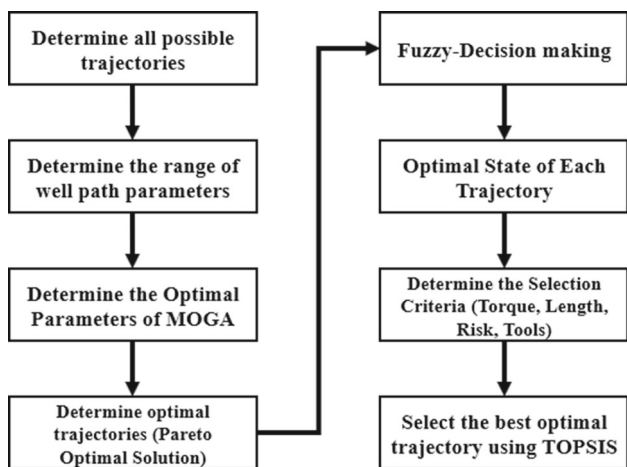 Determine all possible
trajectories
Determine the range of
well path parameters
Determine the Optimal
Parameters of MOGA
Determine optimal
trajectories (Pareto
Optimal Solution)
Fuzzy-Decision making
Optimal State of Each
Trajectory
Determine the Selection
Criteria (Torque, Length,
Risk, Tools)
Select the best optimal
trajectory using TOPSIS